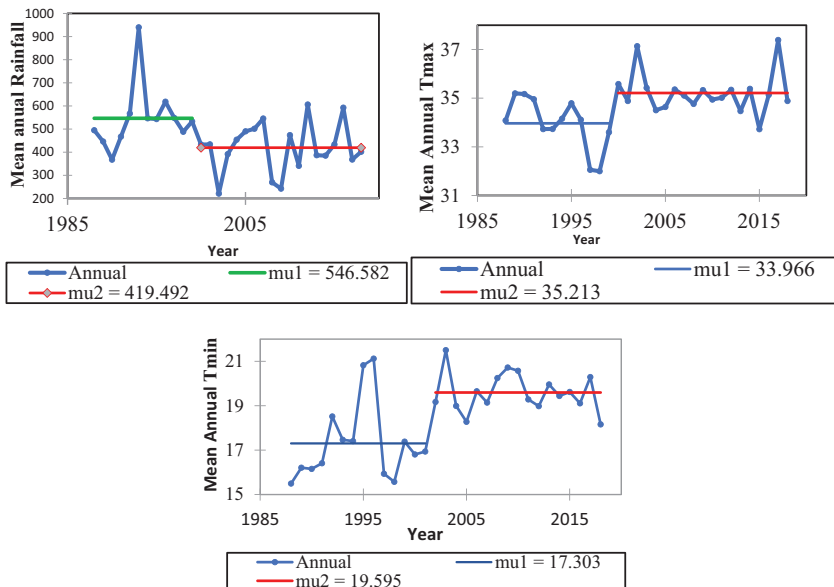 Mean anual Rainfall
1000
900
800
700
600
500
400
300
200
1985
2005
Year
Annual
mu1 = 546.582
mu2 = 419.492
Mean Annual Tmax
37
35
33
31
1985
1995
2005
2015
Year
Annual
mu1 = 33.966
mu2 = 35.213
Mean Annual Tmin
21
19
17
15
1985
1995
2005
2015
Year
Annual
mu1 = 17.303
mu2 = 19.595